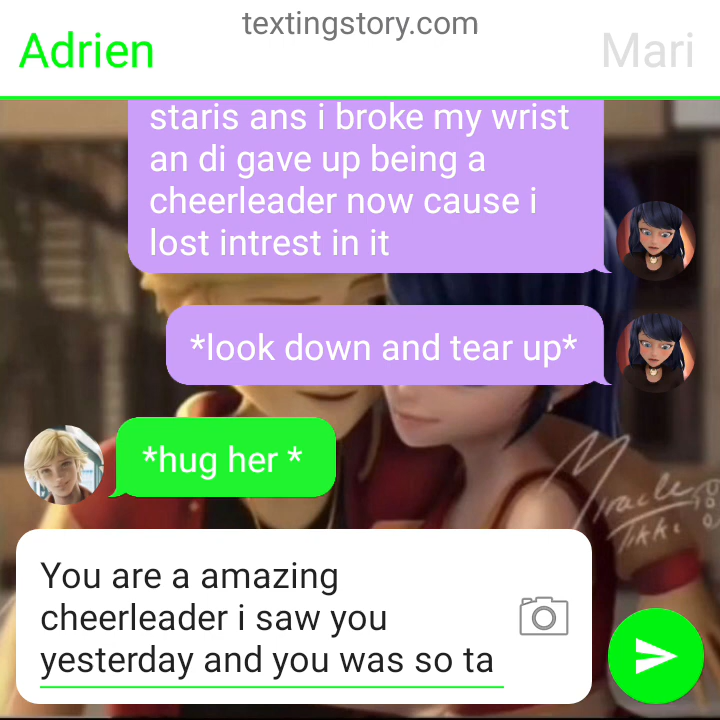 textingstory.com
Adrien
Mari
staris ans i broke my wrist
an di gave up being a
cheerleader now cause i
lost intrest in it
*look down and tear up*
*hug her *
Miracle
Tikki
You are a amazing
cheerleader i saw you
yesterday and you was so ta